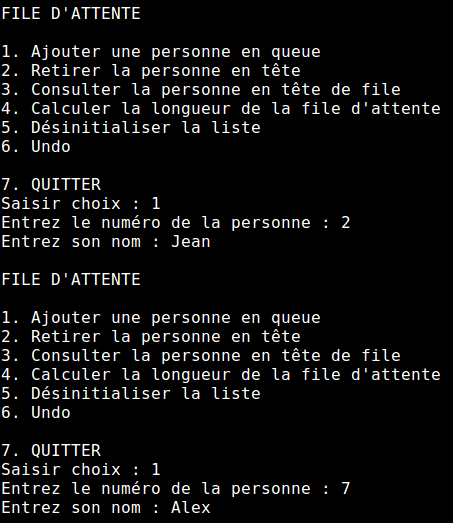 FILE D'ATTENTE
1. Ajouter une personne en queue
2. Retirer la personne en tête
3. Consulter la personne en tête de file
4. Calculer la longueur de la file d'attente
5. Désinitialiser la liste
6. Undo
7. QUITTER
Saisir choix : 1
Entrez le numéro de la personne : 2
Entrez son nom : Jean
FILE D'ATTENTE
1. Ajouter une personne en queue
2. Retirer la personne en tête
3. Consulter la personne en tête de file
4. Calculer la longueur de la file d'attente
5. Désinitialiser la liste
6. Undo
7. QUITTER
Saisir choix : 1
Entrez le numéro de la personne : 7
Entrez son nom : Alex